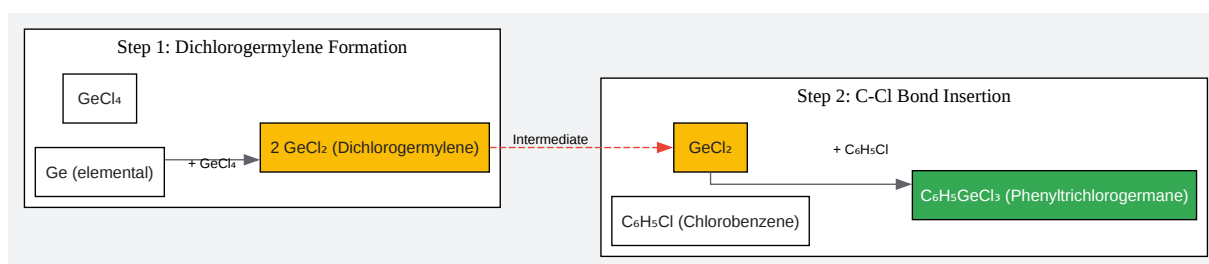 Step 1: Dichlorogermylene Formation
GeCl₄
Ge (elemental)
+ GeCl₄
2 GeCl₂ (Dichlorogermylene)
Intermediate
Step 2: C-Cl Bond Insertion
GeCl₂
+ C₆H₅Cl
C₆H₅Cl (Chlorobenzene)
C₆H₅GeCl₃ (Phenyltrichlorogermane)